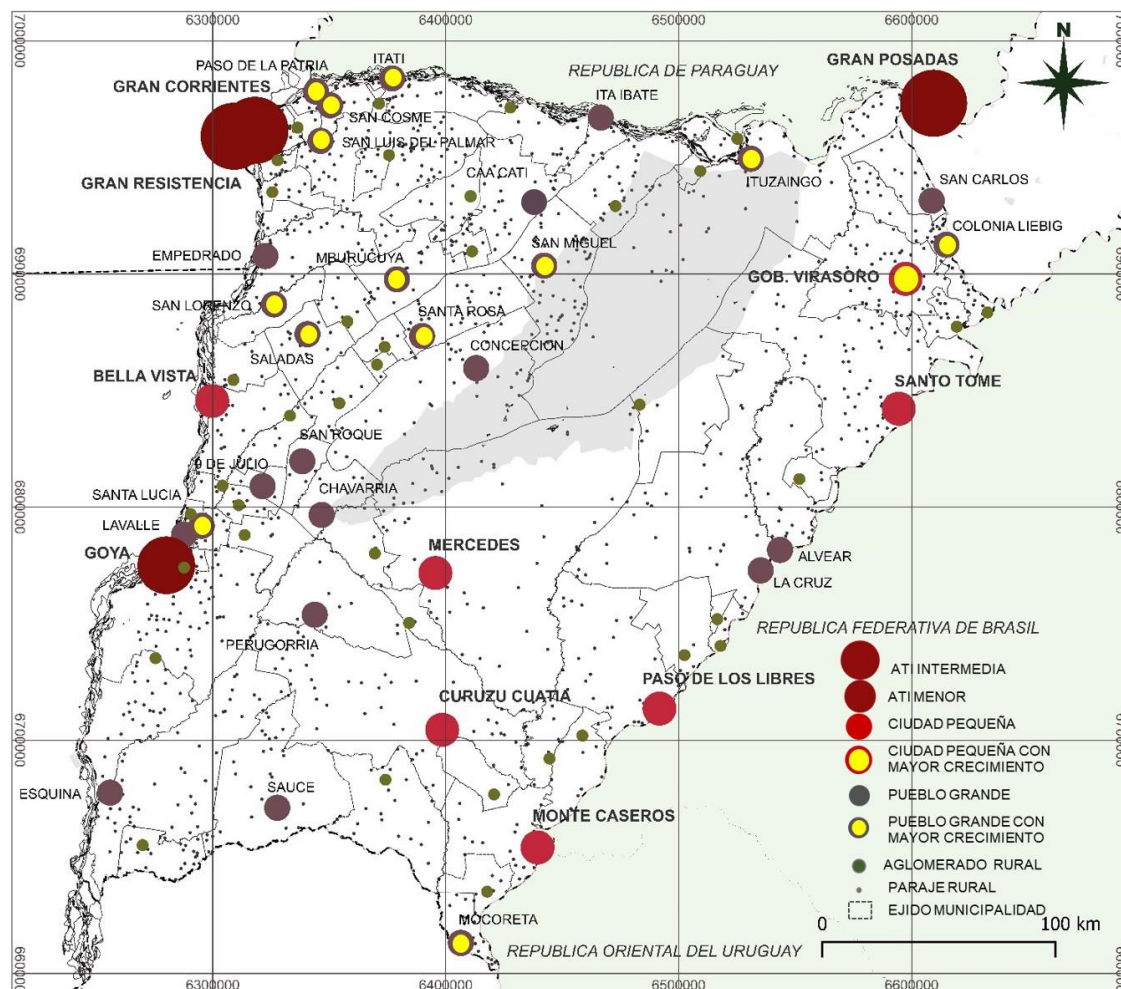 6300000
6400000
6500000
6600000
7000000
N
ITATI
GRAN POSADAS
PASO DE LA PATRIA
REPUBLICA DE PARAGUAY
GRAN CORRIENTES
ITA IBATE
SAN COSME
SAN LUIS DEL PALMAR
GRAN RESISTENCIA
CAA CATI
ITUZAINGO
SAN CARLOS
COLONIA LIEBIG
SAN MIGUEL
EMPEDRADO
MBURUCUYA
GOB. VIRASORO
6900000
SAN LORENZO
SANTA ROSA
SALADAS
CONCEPCION
BELLA VISTA
SANTO TOME
SAN ROQUE
9 DE JULIO
CHAVARRIA
SANTA LUCIA
6800000
LAVALLE
GOYA
MERCEDES
ALVEAR
LA CRUZ
PERUGORRIA
REPUBLICA FEDERATIVA DE BRASIL
ATI INTERMEDIA
PASO DE LOS LIBRES
CURUZU CUATIA
ATI MENOR
CIUDAD PEQUEÑA
6700000
CIUDAD PEQUEÑA CON
MAYOR CRECIMIENTO
ESQUINA
SAUCE
PUEBLO GRANDE
MONTE CASEROS
PUEBLO GRANDE CON
MAYOR CRECIMIENTO
AGLOMERADO RURAL
PARAJE RURAL
EJIDO MUNICIPALIDAD
MOCORETA
0
100 km
REPUBLICA ORIENTAL DEL URUGUAY
6600000
6300000
6400000
6500000
6600000